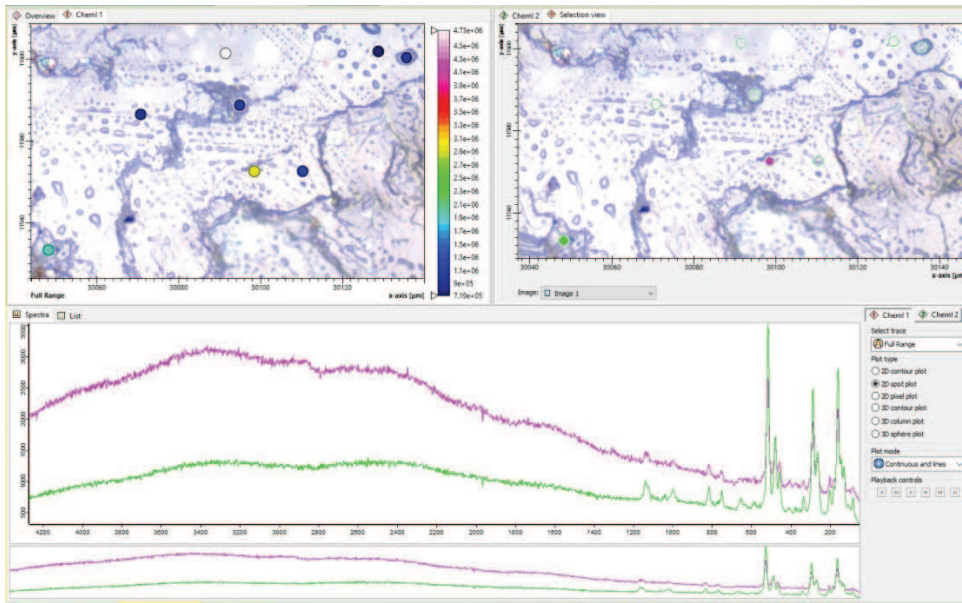 Overview
ChemI 1
ChemI 2
Selection view
y-axis [µm]
30060
30080
30100
30120
x-axis [µm]
Full Range
4.73e+06
4.5e+06
4.3e+06
4.1e+06
3.9e+06
3.7e+06
3.5e+06
3.3e+06
3.1e+06
2.9e+06
2.7e+06
2.5e+06
2.3e+06
2.1e+06
1.9e+06
1.7e+06
1.5e+06
1.3e+06
1.1e+06
9e+05
7.19e+05
y-axis [µm]
30040
30060
30080
30100
30120
x-axis [µm]
Image:
Image 1
Spectra
List
3500
3000
2500
2000
1500
1000
500
4200
4000
3800
3600
3400
3200
3000
2800
2600
2400
2200
2000
1800
1600
1400
1200
1000
800
600
400
200
ChemI 1
ChemI 2
Select trace
Full Range
Plot type
2D contour plot
2D spot plot
2D pixel plot
3D contour plot
3D column plot
3D sphere plot
Plot mode
Continuous and lines
Playback controls